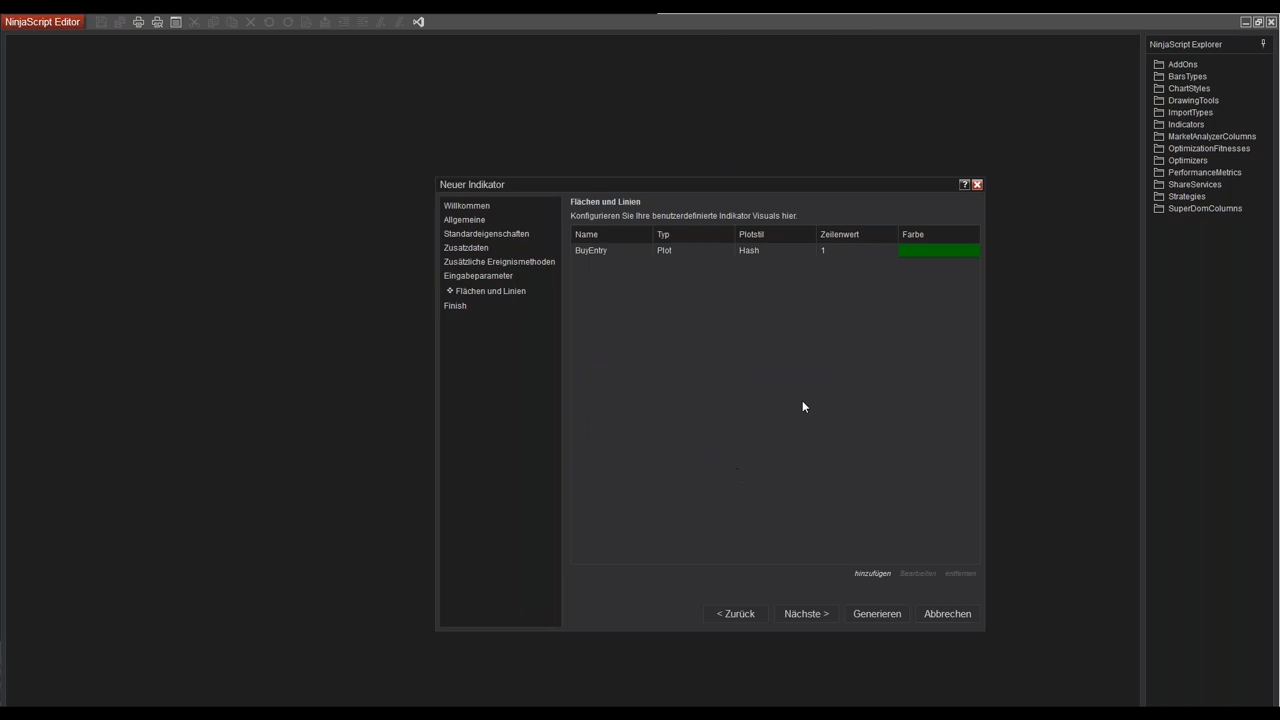 NinjaScript Editor
NinjaScript Explorer
AddOns
BarsTypes
ChartStyles
DrawingTools
ImportTypes
Indicators
MarketAnalyzerColumns
OptimizationFitnesses
Optimizers
PerformanceMetrics
ShareServices
Strategies
SuperDomColumns
Neuer Indikator
?
Willkommen
Allgemeine
Standardeigenschaften
Zusatzdaten
Zusätzliche Ereignismethoden
Eingabeparameter
Flächen und Linien
Finish
Flächen und Linien
Konfigurieren Sie Ihre benutzerdefinierte Indikator Visuals hier.
Name Typ Plotstil Zeilenwert Farbe
BuyEntry Plot Hash 1
hinzufügen Bearbeiten entfernen
< Zurück Nächste > Generieren Abbrechen